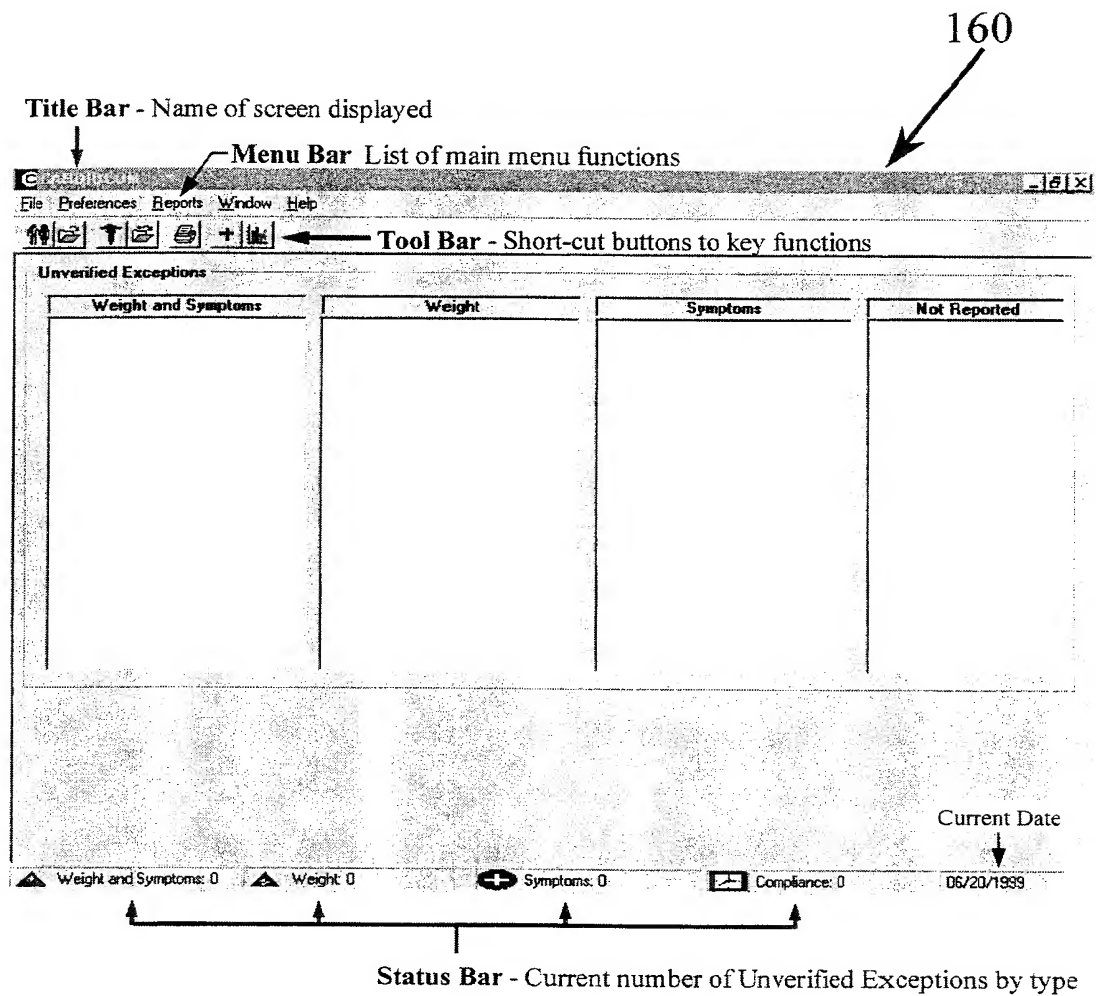 160
Title Bar - Name of screen displayed
Menu Bar List of main menu functions
File Preferences Reports Window Help
Tool Bar - Short-cut buttons to key functions
Unverified Exceptions
Weight and Symptoms Weight Symptoms Not Reported
Current Date
Weight and Symptoms: 0 Weight: 0 Symptoms: 0 Compliance: 0 06/20/1999
Status Bar - Current number of Unverified Exceptions by type